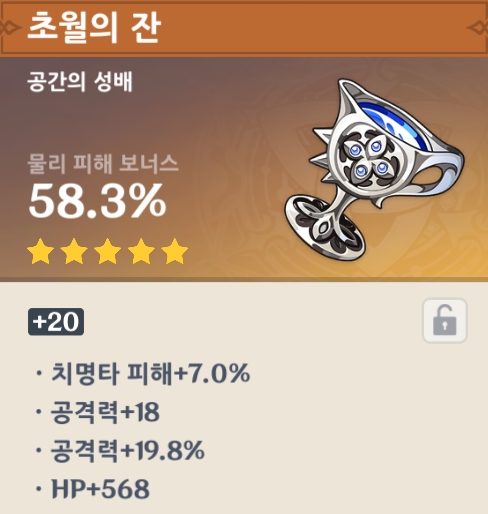 초월의 잔
공간의 성배
물리 피해 보너스
58.3%
+20
· 치명타 피해+7.0%
· 공격력+18
· 공격력+19.8%
· HP+568